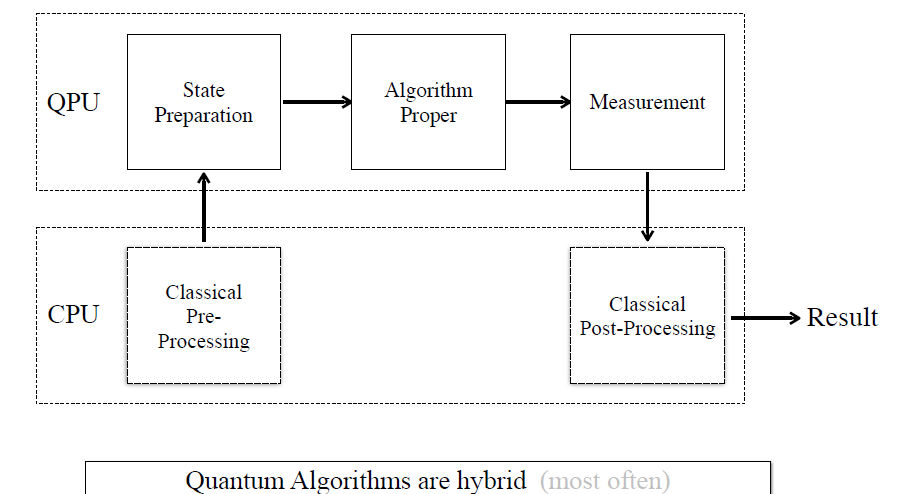 QPU
State
Preparation
Algorithm
Proper
Measurement
CPU
Classical
Pre-
Processing
Classical
Post-Processing
Result
Quantum Algorithms are hybrid (most often)